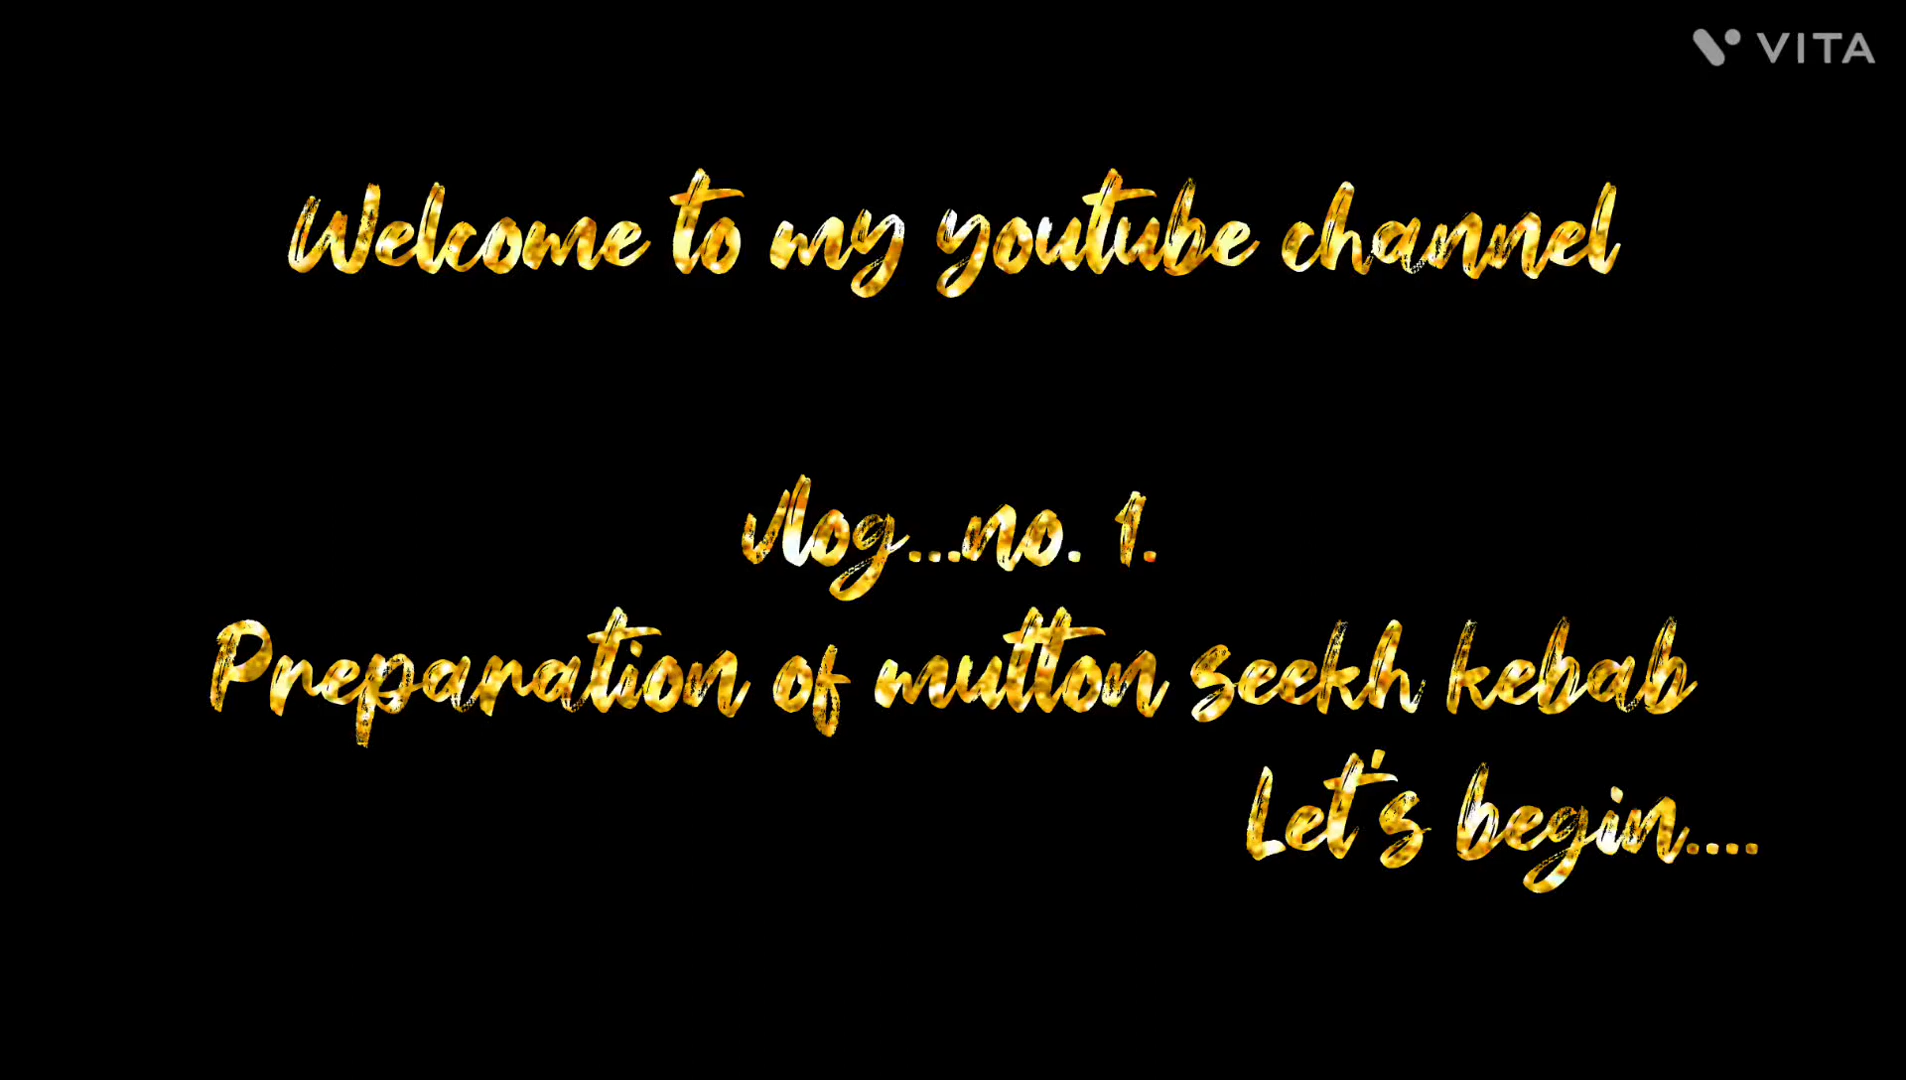 VITA
Welcome to my youtube channel
vlog...no. 1.
Preparation of mutton seekh kebab
Let's begin....